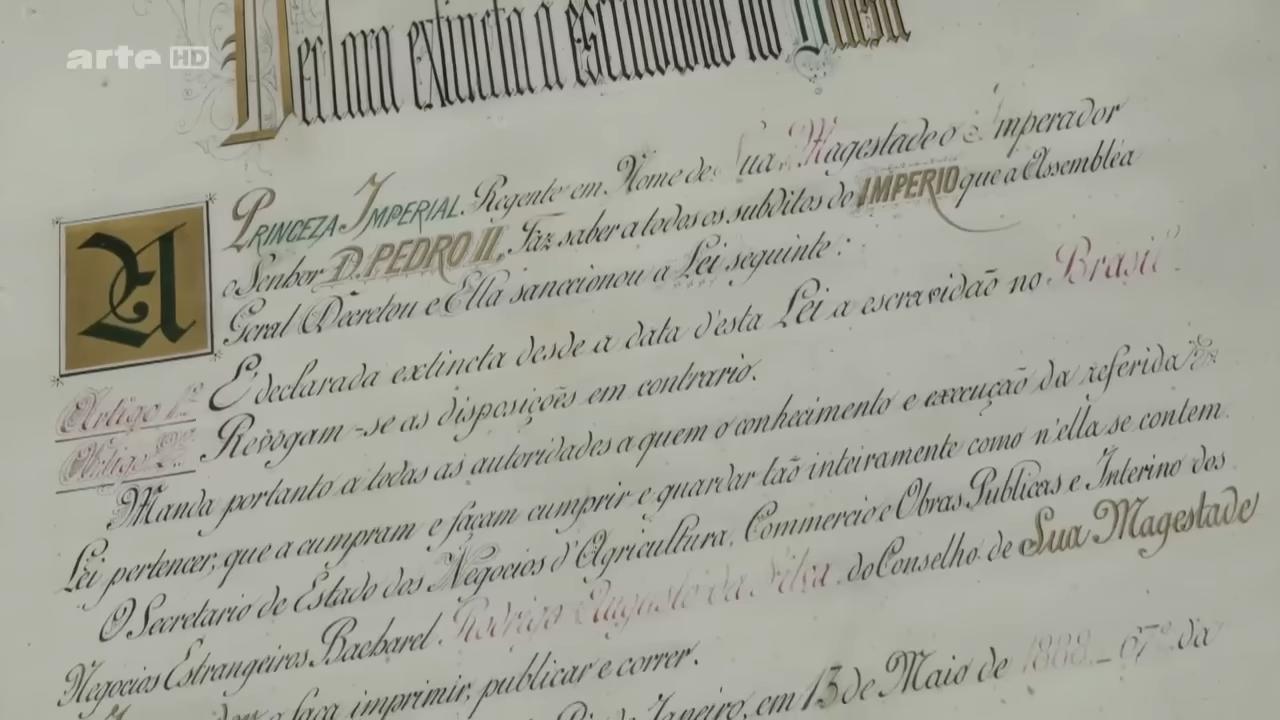 arte HD
Declara extincta a escravidão no Brasil
A PRINCEZA IMPERIAL. Regente em Nome de Sua Magestade o Imperador
o Senhor D. PEDRO II, Faz saber a todos os subditos do IMPERIO que a Assembléa
Geral Decretou e Ella sanccionou a Lei seguinte:
Artigo 1º É declarada extincta desde a data d'esta Lei a escravidão no Brasil.
Artigo 2º Revogam-se as disposições em contrario.
Manda portanto a todas as autoridades a quem o conhecimento e execução da referida
Lei pertencer, que a cumpram e façam cumprir e guardar tão inteiramente como n'ella se contem.
O Secretario de Estado dos Negocios d'Agricultura, Commercio e Obras Publicas e Interino dos
Negocios Estrangeiros Bacharel Rodrigo Augusto da Silva, do Conselho de Sua Magestade
o faça imprimir, publicar e correr.
Janeiro, em 13 de Maio de 1888_67º da